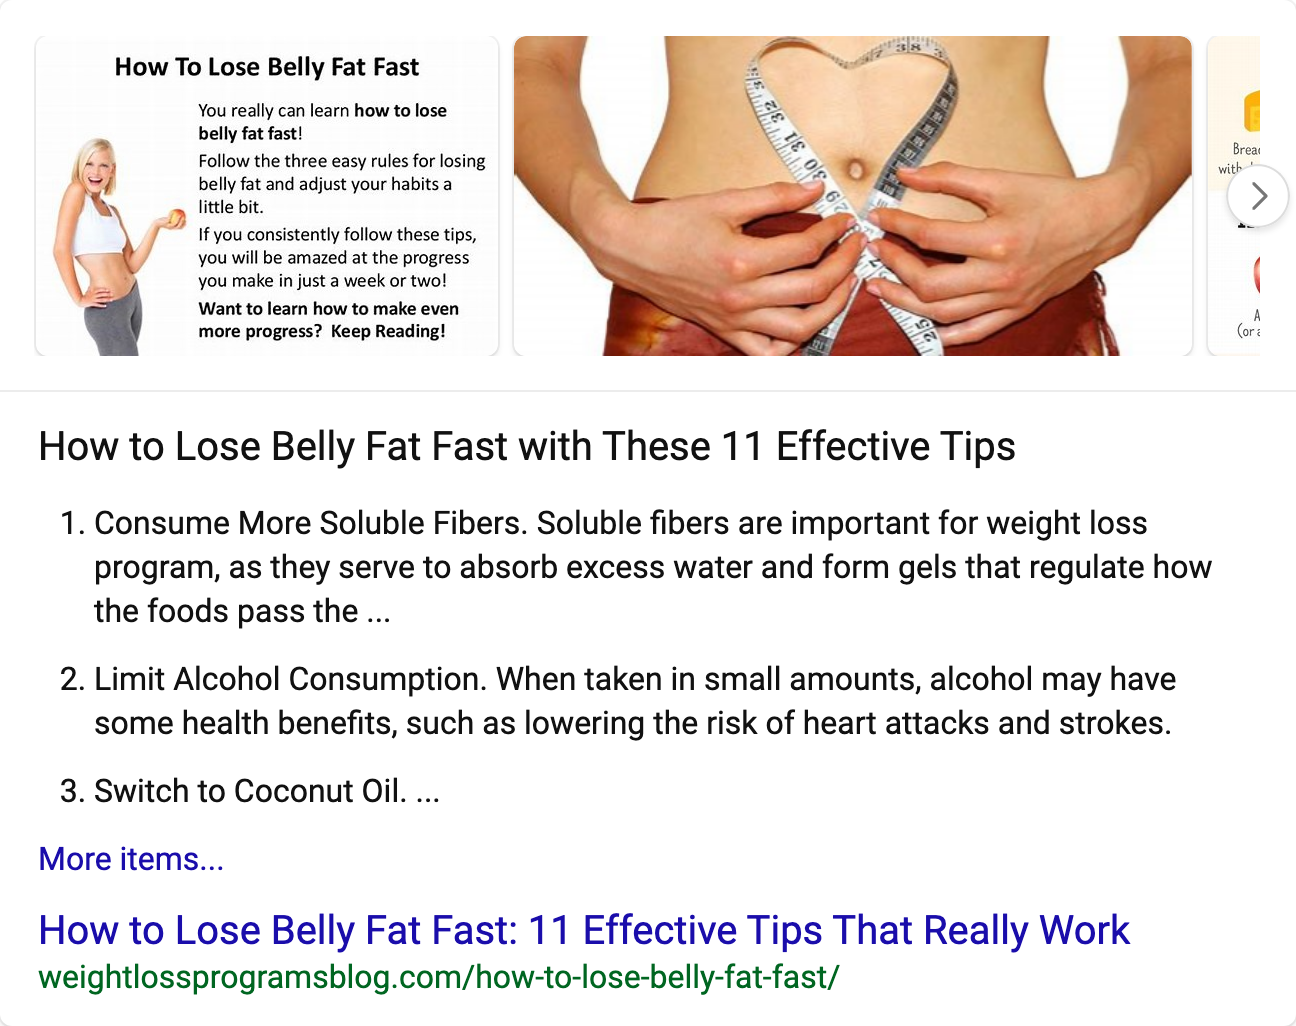 How To Lose Belly Fat Fast
You really can learn how to lose
belly fat fast!
Follow the three easy rules for losing
belly fat and adjust your habits a
little bit.
If you consistently follow these tips,
you will be amazed at the progress
you make in just a week or two!
Want to learn how to make even
more progress? Keep Reading!
38
32
31
30
29
25
How to Lose Belly Fat Fast with These 11 Effective Tips
1. Consume More Soluble Fibers. Soluble fibers are important for weight loss
program, as they serve to absorb excess water and form gels that regulate how
the foods pass the ...
2. Limit Alcohol Consumption. When taken in small amounts, alcohol may have
some health benefits, such as lowering the risk of heart attacks and strokes.
3. Switch to Coconut Oil. ...
More items...
How to Lose Belly Fat Fast: 11 Effective Tips That Really Work
weightlossprogramsblog.com/how-to-lose-belly-fat-fast/